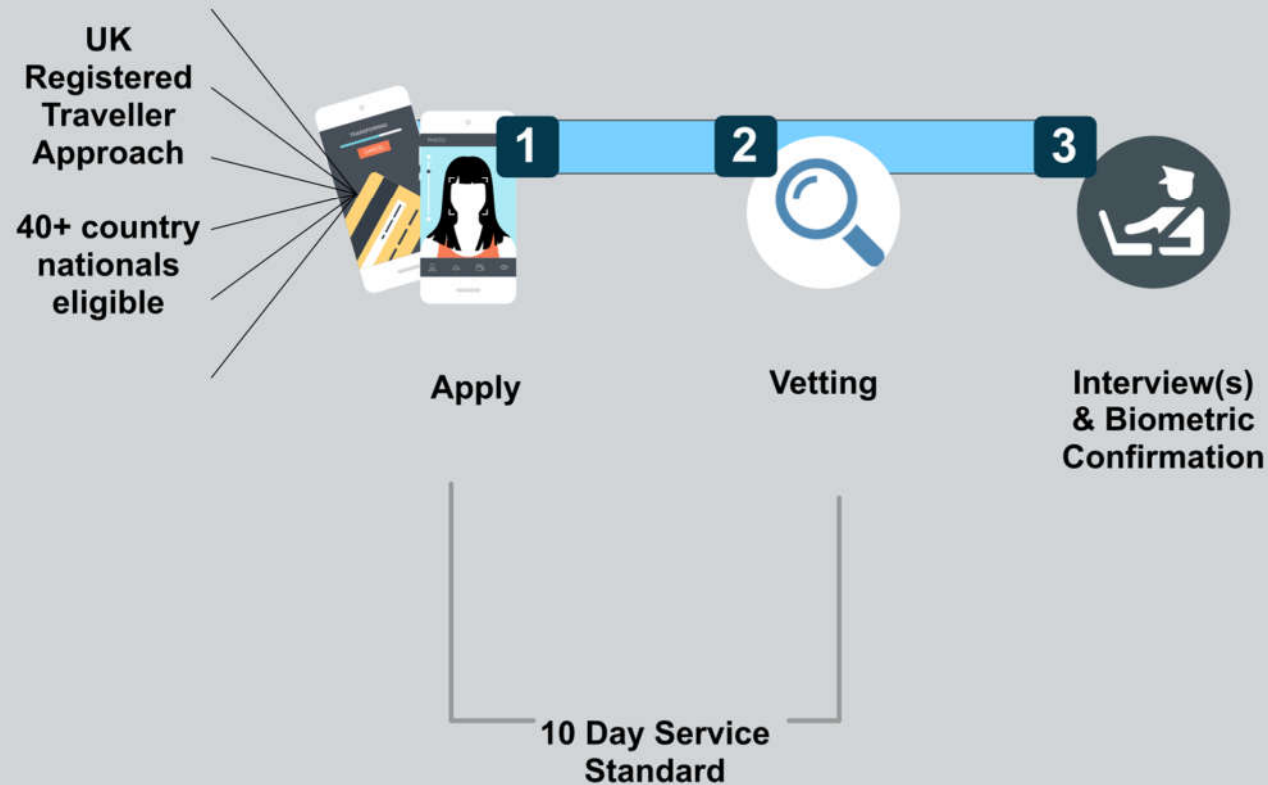 UK
Registered
Traveller
Approach
40+ country
nationals
eligible
1
2
3
Apply
Vetting
Interview(s)
& Biometric
Confirmation
10 Day Service
Standard